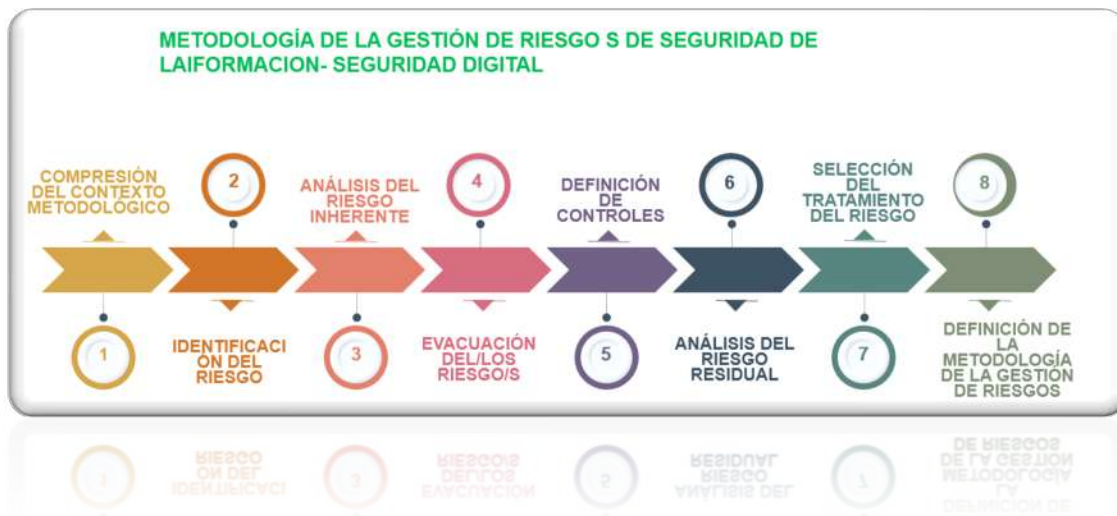 METODOLOGÍA DE LA GESTIÓN DE RIESGO S DE SEGURIDAD DE
LAIFORMACION- SEGURIDAD DIGITAL
COMPRESIÓN
DEL CONTEXTO
METODOLÓGICO
1
2
IDENTIFICACI
ÓN DEL
RIESGO
ANÁLISIS DEL
RIESGO
INHERENTE
3
4
EVACUACIÓN
DEL/LOS
RIESGO/S
DEFINICIÓN
DE
CONTROLES
5
6
ANÁLISIS DEL
RIESGO
RESIDUAL
SELECCIÓN
DEL
TRATAMIENTO
DEL RIESGO
7
8
DEFINICIÓN DE
LA
METODOLOGÍA
DE LA GESTIÓN
DE RIESGOS